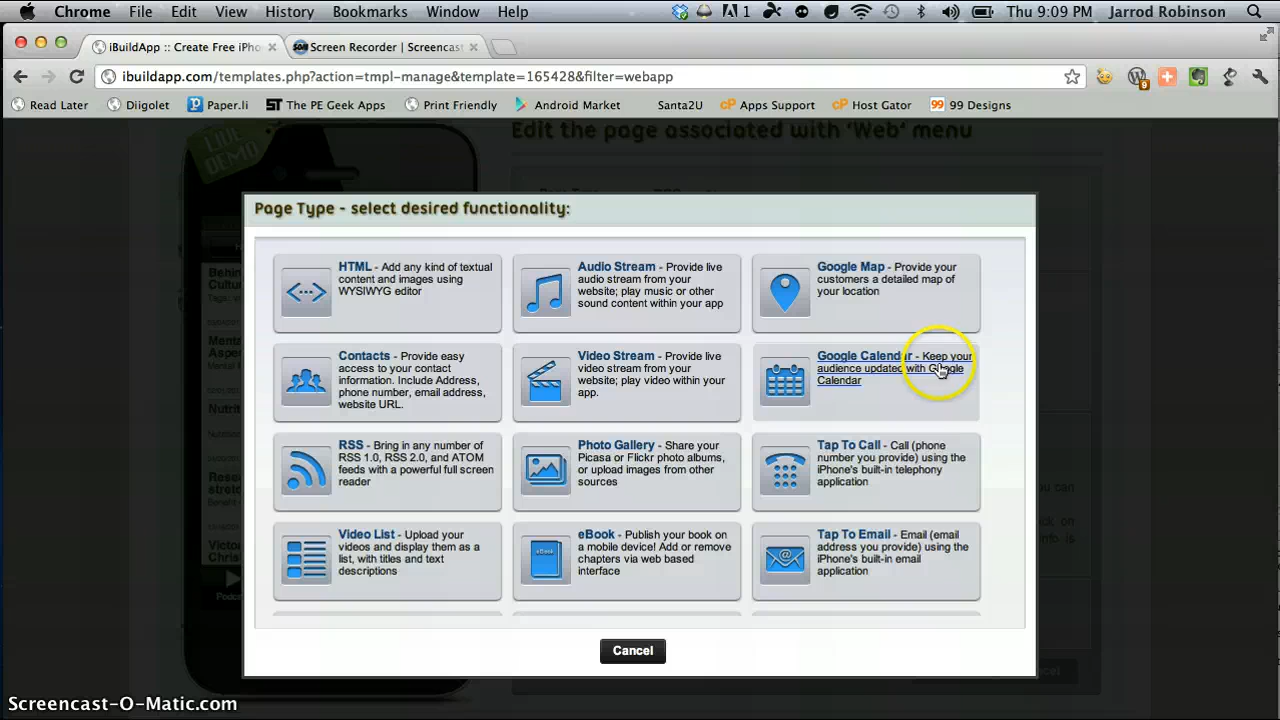 Chrome File Edit View History Bookmarks Window Help 1 Thu 9:09 PM Jarrod Robinson
iBuildApp :: Create Free iPho Screen Recorder | Screencast
ibuildapp.com/templates.php?action=tmpl-manage&template=165428&filter=webapp 9
Read Later Diigolet Paper.li The PE Geek Apps Print Friendly Android Market Santa2U Apps Support Host Gator 99 Designs
LIVE DEMO
Edit the page associated with 'Web' menu
Page Type - select desired functionality:
HTML - Add any kind of textual
content and images using
WYSIWYG editor
Audio Stream - Provide live
audio stream from your
website; play music or other
sound content within your app
Google Map - Provide your
customers a detailed map of
your location
Contacts - Provide easy
access to your contact
information. Include Address,
phone number, email address,
website URL.
Video Stream - Provide live
video stream from your
website; play video within your
app.
Google Calendar - Keep your
audience updated with Google
Calendar
RSS - Bring in any number of
RSS 1.0, RSS 2.0, and ATOM
feeds with a powerful full screen
reader
Photo Gallery - Share your
Picasa or Flickr photo albums,
or upload images from other
sources
Tap To Call - Call (phone
number you provide) using the
iPhone's built-in telephony
application
Video List - Upload your
videos and display them as a
list, with titles and text
descriptions
eBook
eBook - Publish your book on
a mobile device! Add or remove
chapters via web based
interface
Tap To Email - Email (email
address you provide) using the
iPhone's built-in email
application
Cancel
Screencast-O-Matic.com